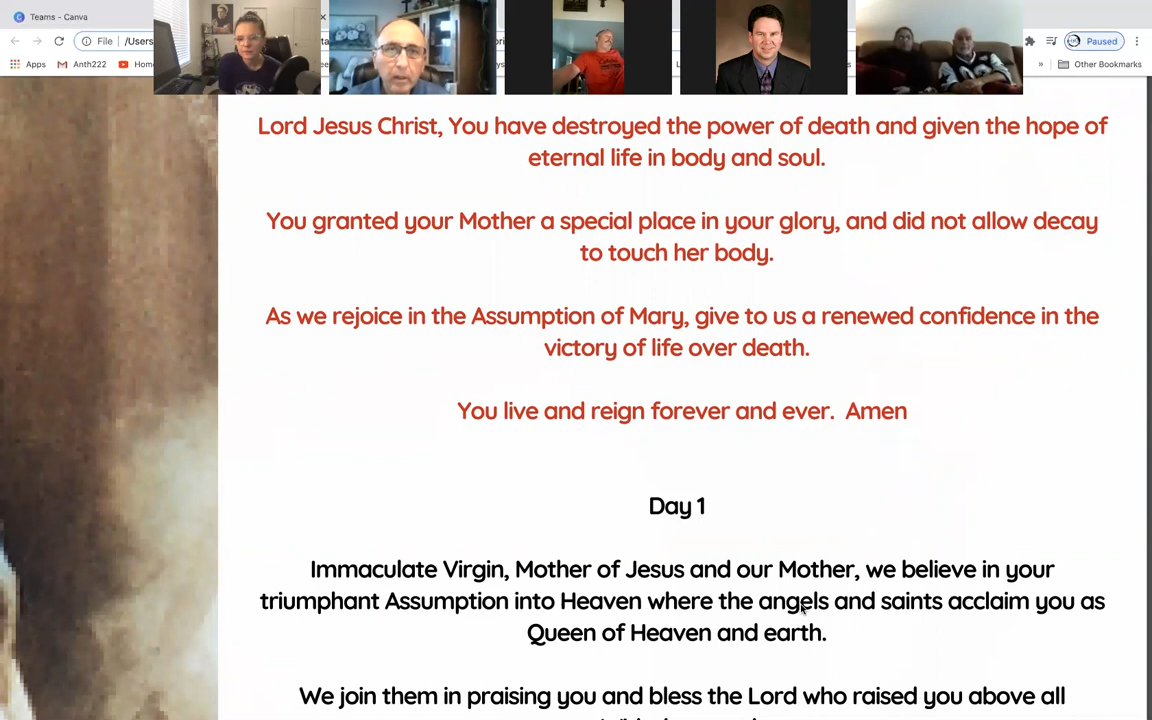 Teams - Canva
File
/Users
Paused
Apps
Anth222
Other Bookmarks
Lord Jesus Christ, You have destroyed the power of death and given the hope of
eternal life in body and soul.
You granted your Mother a special place in your glory, and did not allow decay
to touch her body.
As we rejoice in the Assumption of Mary, give to us a renewed confidence in the
victory of life over death.
You live and reign forever and ever. Amen
Day 1
Immaculate Virgin, Mother of Jesus and our Mother, we believe in your
triumphant Assumption into Heaven where the angels and saints acclaim you as
Queen of Heaven and earth.
We join them in praising you and bless the Lord who raised you above all